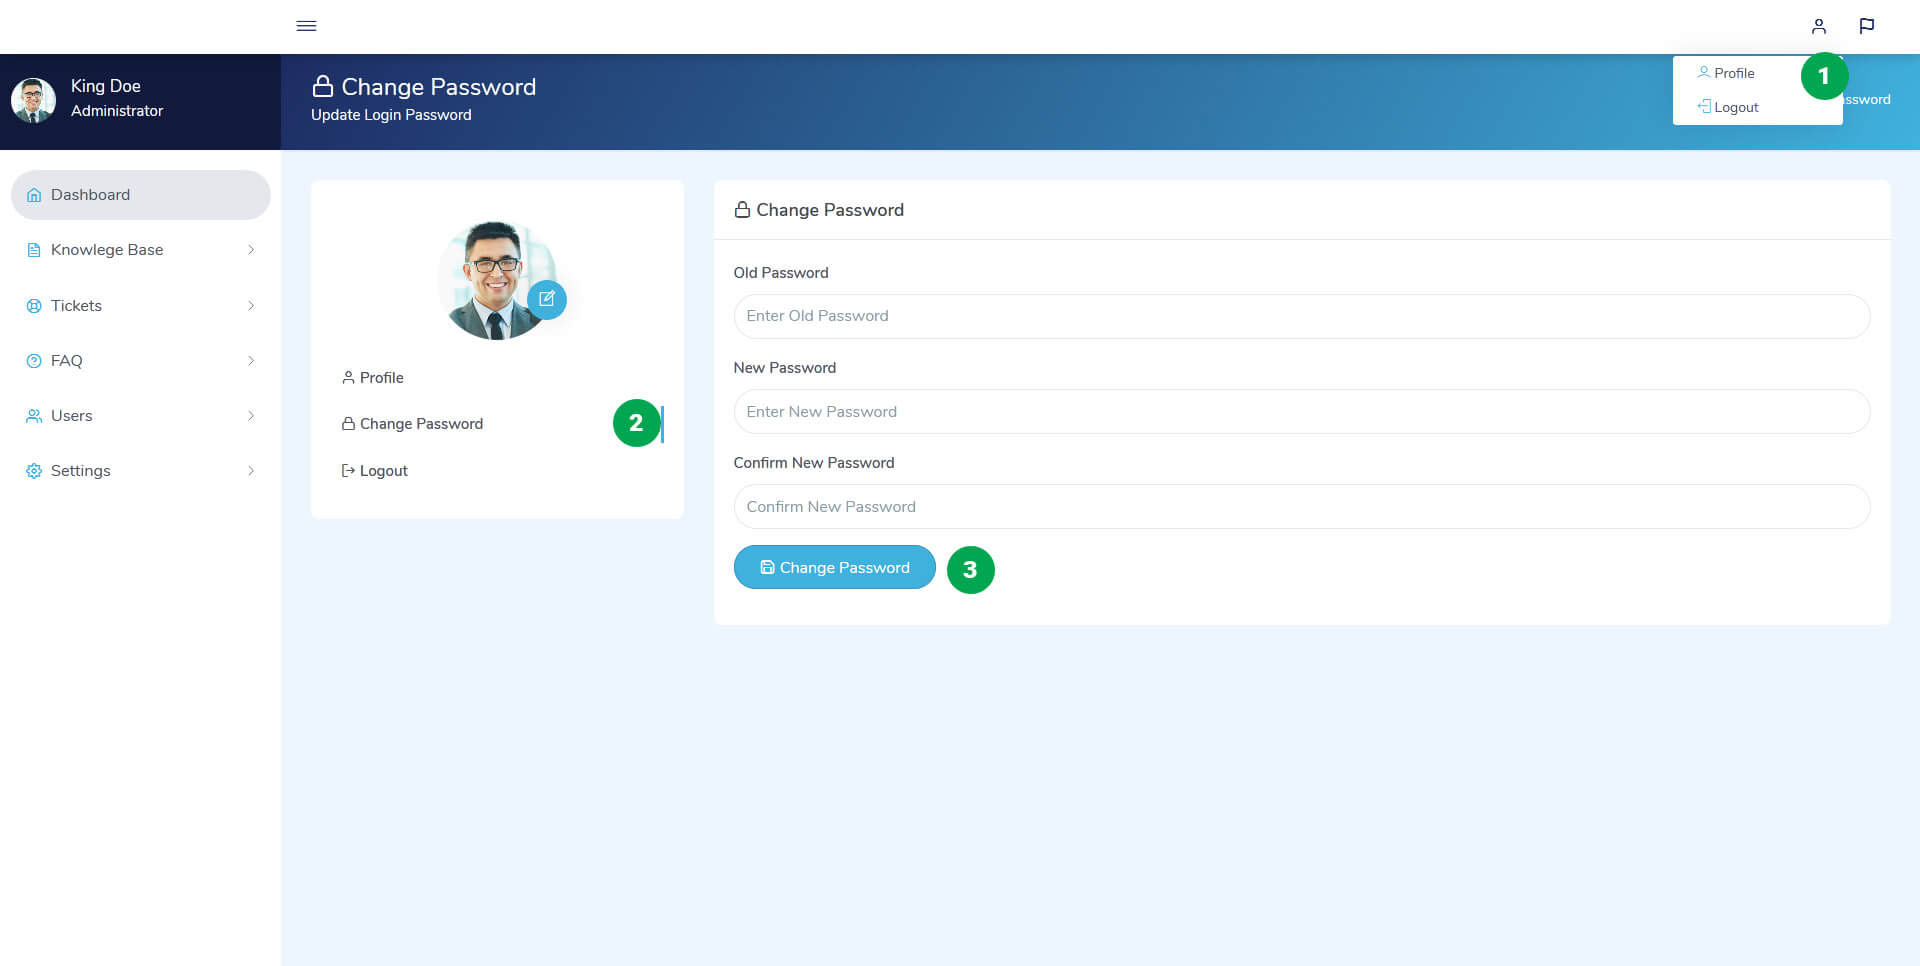 King Doe
Administrator
Change Password
Update Login Password
Profile
Logout
1
ssword
Dashboard
Knowlege Base
Tickets
FAQ
Users
Settings
Profile
Change Password
2
Logout
Change Password
Old Password
Enter Old Password
New Password
Enter New Password
Confirm New Password
Confirm New Password
Change Password
3